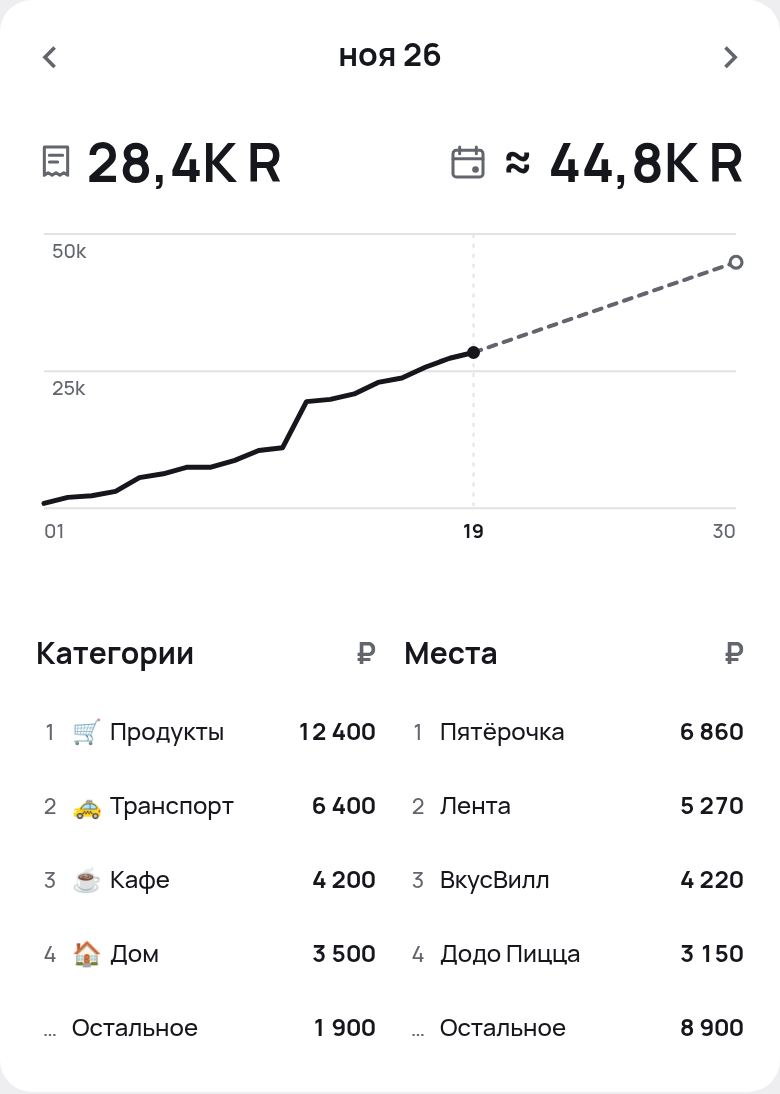 ноя 26
28,4K R ≈ 44,8K R
50k
25k
01 19 30
Категории ₽ Места ₽
1 Продукты 12 400 1 Пятёрочка 6 860
2 Транспорт 6 400 2 Лента 5 270
3 Кафе 4 200 3 ВкусВилл 4 220
4 Дом 3 500 4 Додо Пицца 3 150
... Остальное 1 900 ... Остальное 8 900